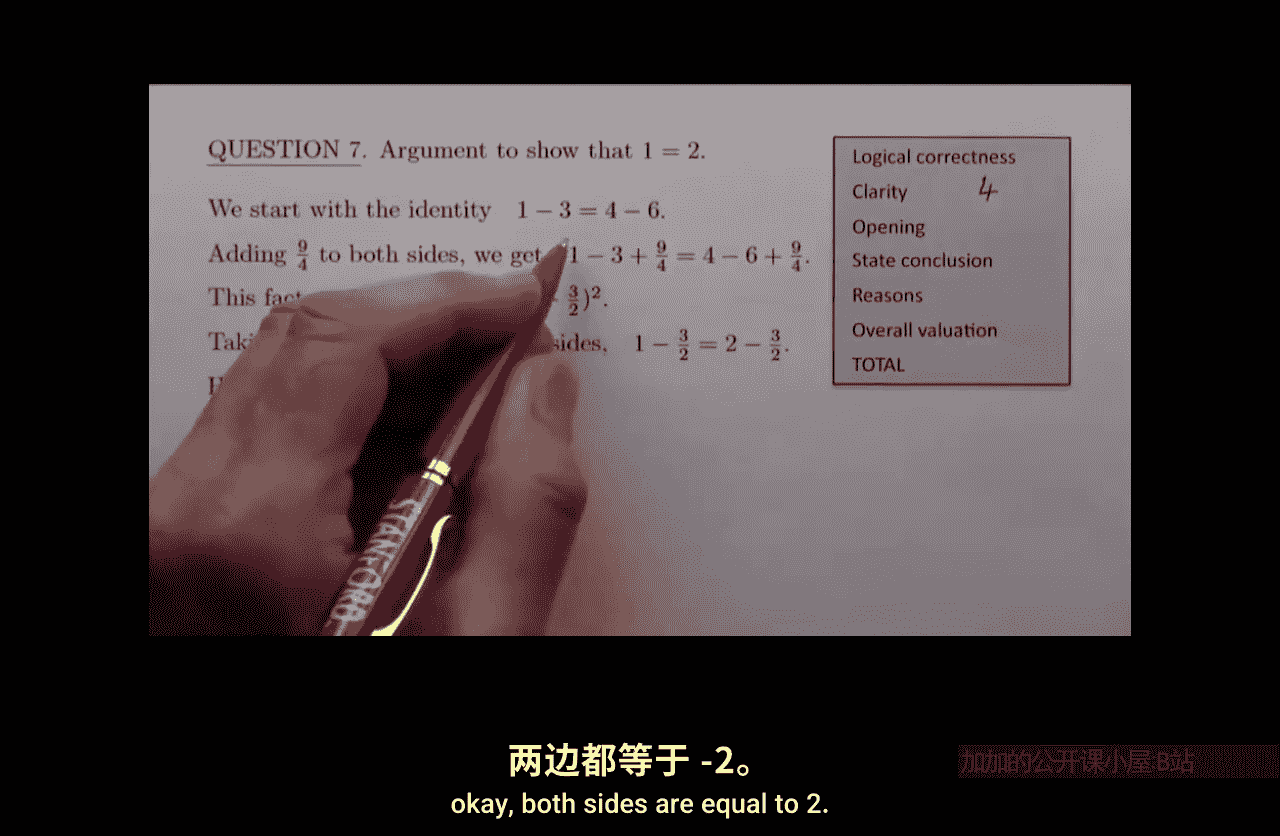 QUESTION 7. Argument to show that 1 = 2.
We start with the identity 1 − 3 = 4 − 6.
Adding 9/4 to both sides, we get 1 − 3 + 9/4 = 4 − 6 + 9/4.
This fact 3/2)².
Taki sides, 1 − 3/2 = 2 − 3/2.
H
Logical correctness
Clarity 4
Opening
State conclusion
Reasons
Overall valuation
TOTAL
STANFORD
两边都等于 -2。
okay, both sides are equal to 2.
加加的公开课小屋 B站